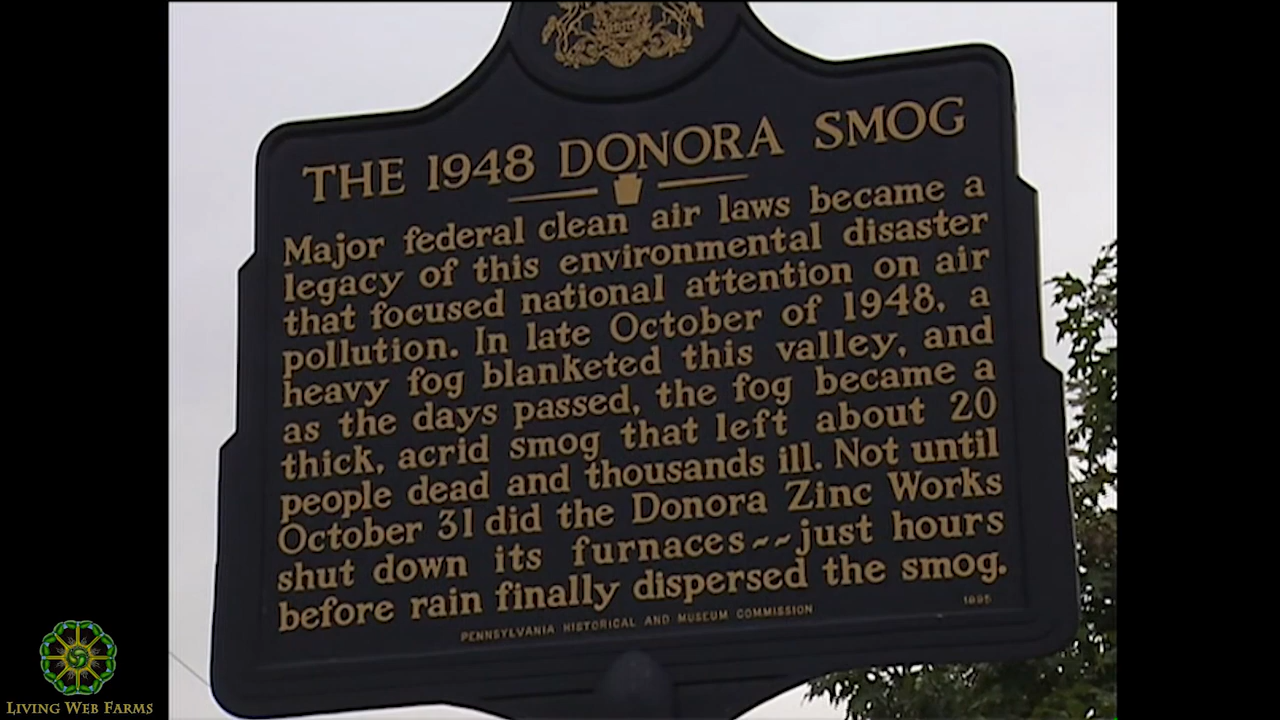 THE 1948 DONORA SMOG
Major federal clean air laws became a
legacy of this environmental disaster
that focused national attention on air
pollution. In late October of 1948, a
heavy fog blanketed this valley, and
as the days passed, the fog became a
thick, acrid smog that left about 20
people dead and thousands ill. Not until
October 31 did the Donora Zinc Works
shut down its furnaces--just hours
before rain finally dispersed the smog.
PENNSYLVANIA HISTORICAL AND MUSEUM COMMISSION 1995
LIVING WEB FARMS